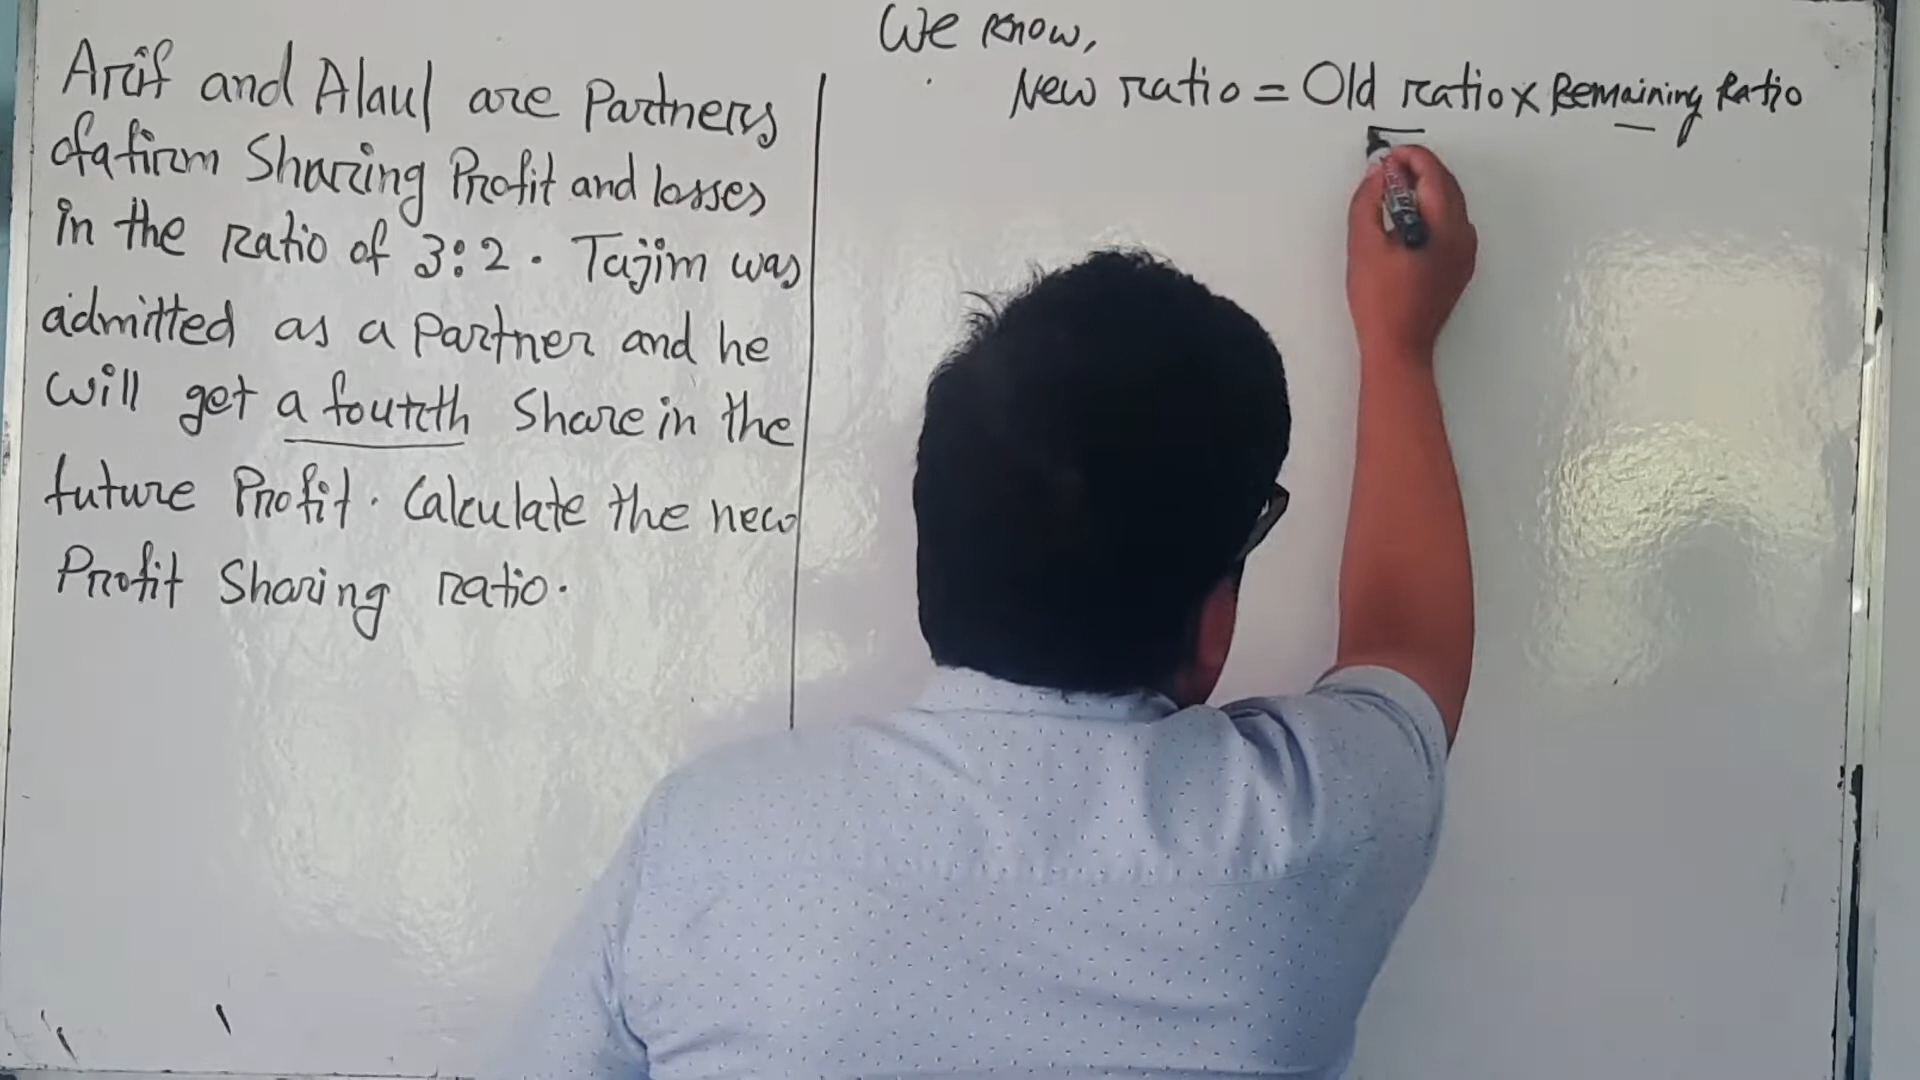 Arif and Alaul are Partners
of a firm Sharing Profit and losses
in the ratio of 3:2. Tajim was
admitted as a Partner and he
will get a fourth Share in the
future Profit. Calculate the new
Profit Sharing ratio.
We know,
New ratio = Old ratio × Remaining Ratio